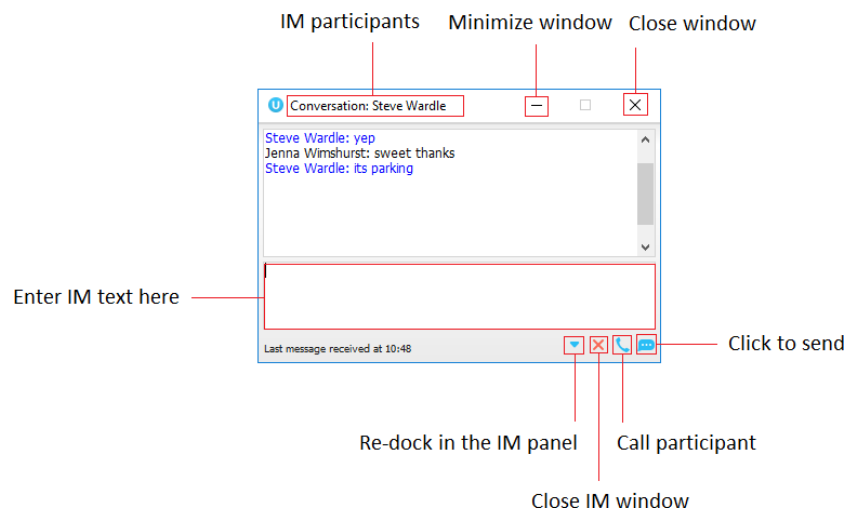 IM participants Minimize window Close window
U Conversation: Steve Wardle
Steve Wardle: yep
Jenna Wimshurst: sweet thanks
Steve Wardle: its parking
Enter IM text here
Last message received at 10:48
Click to send
Re-dock in the IM panel Call participant
Close IM window